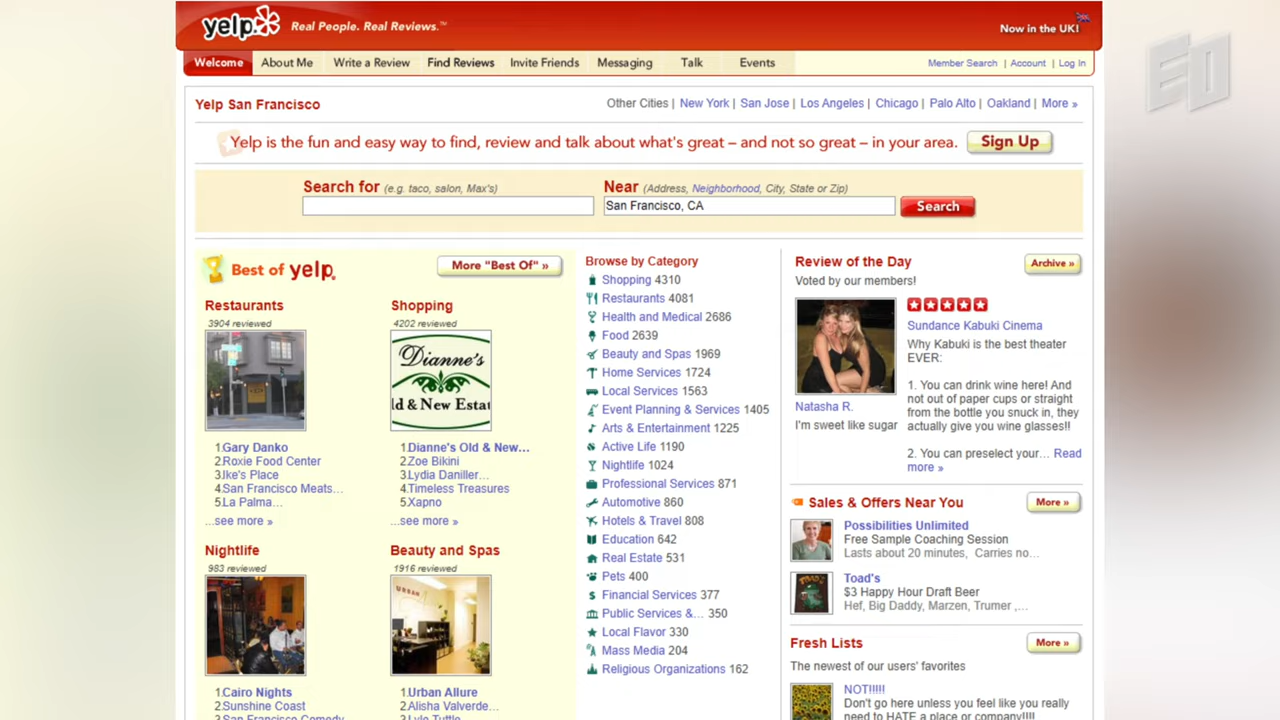 yelp Real People. Real Reviews.™
Now in the UK!
Welcome About Me Write a Review Find Reviews Invite Friends Messaging Talk Events
Member Search | Account | Log In
EO
Yelp San Francisco
Other Cities | New York | San Jose | Los Angeles | Chicago | Palo Alto | Oakland | More »
Yelp is the fun and easy way to find, review and talk about what's great – and not so great – in your area. Sign Up
Search for (e.g. taco, salon, Max's)
Near (Address, Neighborhood, City, State or Zip)
San Francisco, CA
Search
Best of yelp
More "Best Of" »
Restaurants
3904 reviewed
1.Gary Danko
2.Roxie Food Center
3.Ike's Place
4.San Francisco Meats...
5.La Palma...
...see more »
Shopping
4202 reviewed
Dianne's
ld & New Estat
1.Dianne's Old & New...
2.Zoe Bikini
3.Lydia Daniller...
4.Timeless Treasures
5.Xapno
...see more »
Nightlife
983 reviewed
1.Cairo Nights
2.Sunshine Coast
3.San Francisco Comedy
Beauty and Spas
1916 reviewed
URBAN
1.Urban Allure
2.Alisha Valverde...
3.Lyle Tuttle
Browse by Category
Shopping 4310
Restaurants 4081
Health and Medical 2686
Food 2639
Beauty and Spas 1969
Home Services 1724
Local Services 1563
Event Planning & Services 1405
Arts & Entertainment 1225
Active Life 1190
Nightlife 1024
Professional Services 871
Automotive 860
Hotels & Travel 808
Education 642
Real Estate 531
Pets 400
Financial Services 377
Public Services &... 350
Local Flavor 330
Mass Media 204
Religious Organizations 162
Review of the Day
Archive »
Voted by our members!
Natasha R.
I'm sweet like sugar
Sundance Kabuki Cinema
Why Kabuki is the best theater
EVER:
1. You can drink wine here! And
not out of paper cups or straight
from the bottle you snuck in, they
actually give you wine glasses!!
2. You can preselect your... Read
more »
Sales & Offers Near You
More »
Possibilities Unlimited
Free Sample Coaching Session
Lasts about 20 minutes, Carries no...
TOAD'S
Toad's
$3 Happy Hour Draft Beer
Hef, Big Daddy, Marzen, Trumer ,...
Fresh Lists
More »
The newest of our users' favorites
NOT!!!!!
Don't go here unless you feel like you really
need to HATE a place or company!!!!